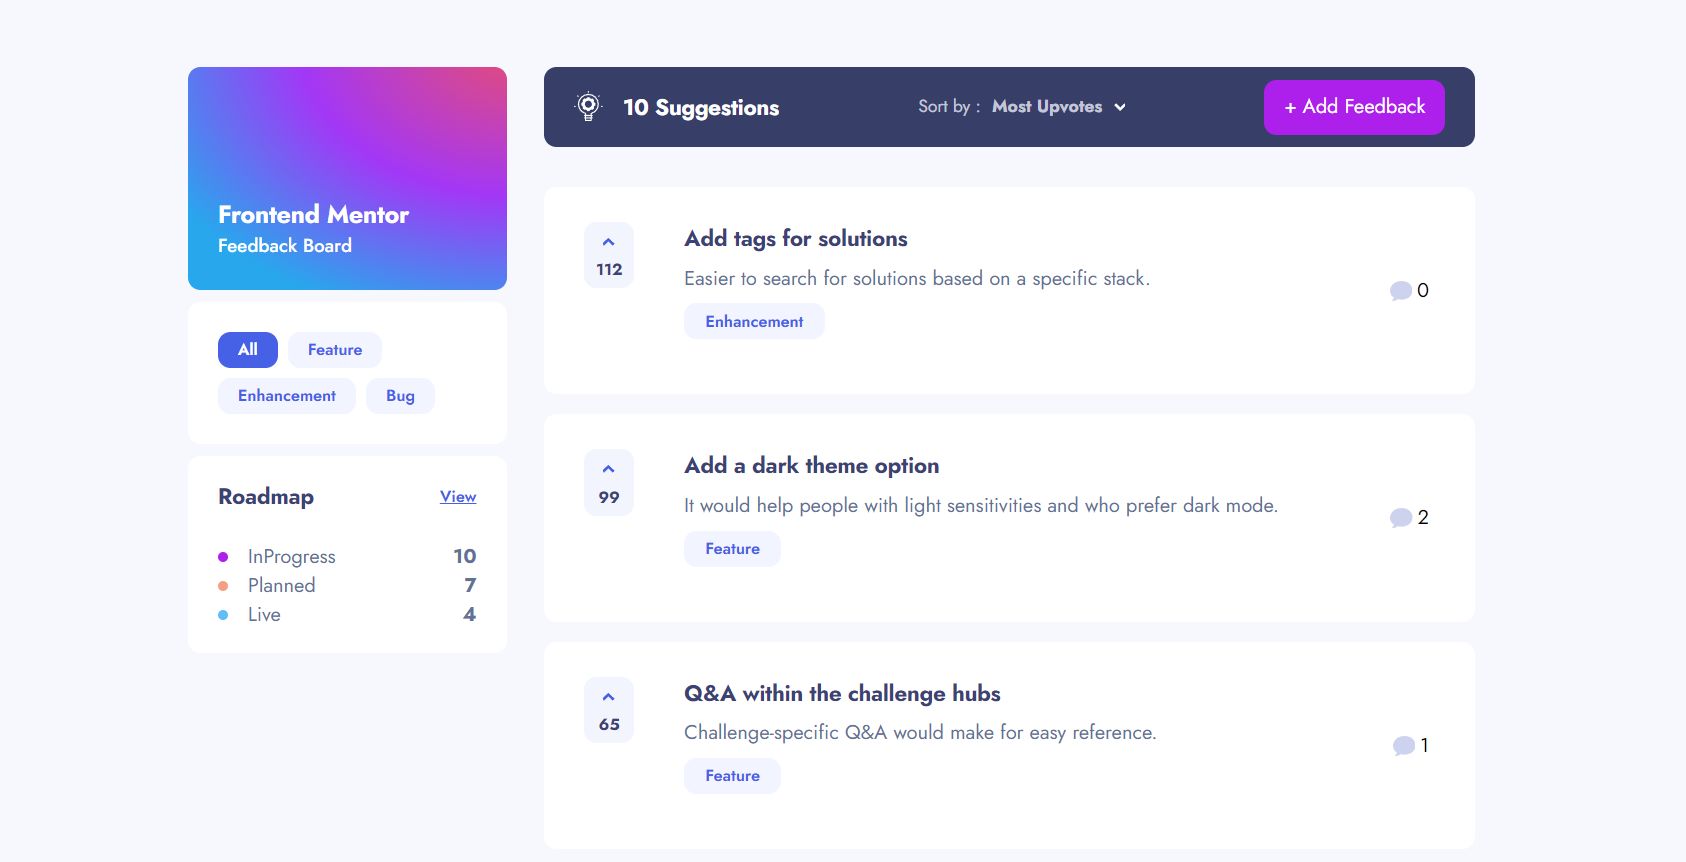 Frontend Mentor
Feedback Board
All
Feature
Enhancement
Bug
Roadmap
View
InProgress 10
Planned 7
Live 4
10 Suggestions
Sort by : Most Upvotes
+ Add Feedback
112
Add tags for solutions
Easier to search for solutions based on a specific stack.
Enhancement
0
99
Add a dark theme option
It would help people with light sensitivities and who prefer dark mode.
Feature
2
65
Q&A within the challenge hubs
Challenge-specific Q&A would make for easy reference.
Feature
1